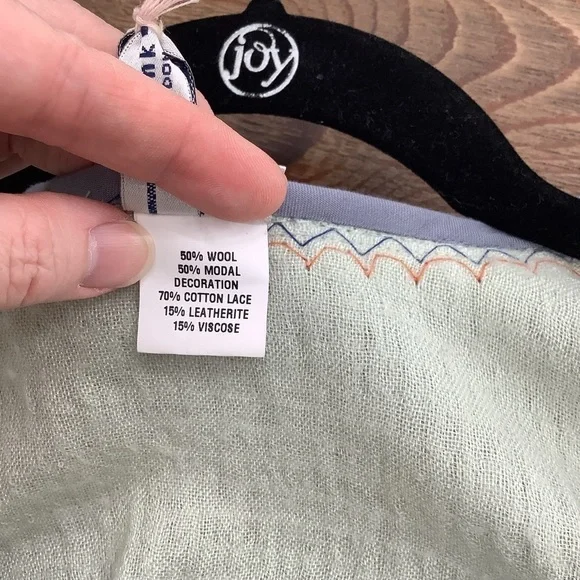 joy
50% WOOL
50% MODAL
DECORATION
70% COTTON LACE
15% LEATHERITE
15% VISCOSE